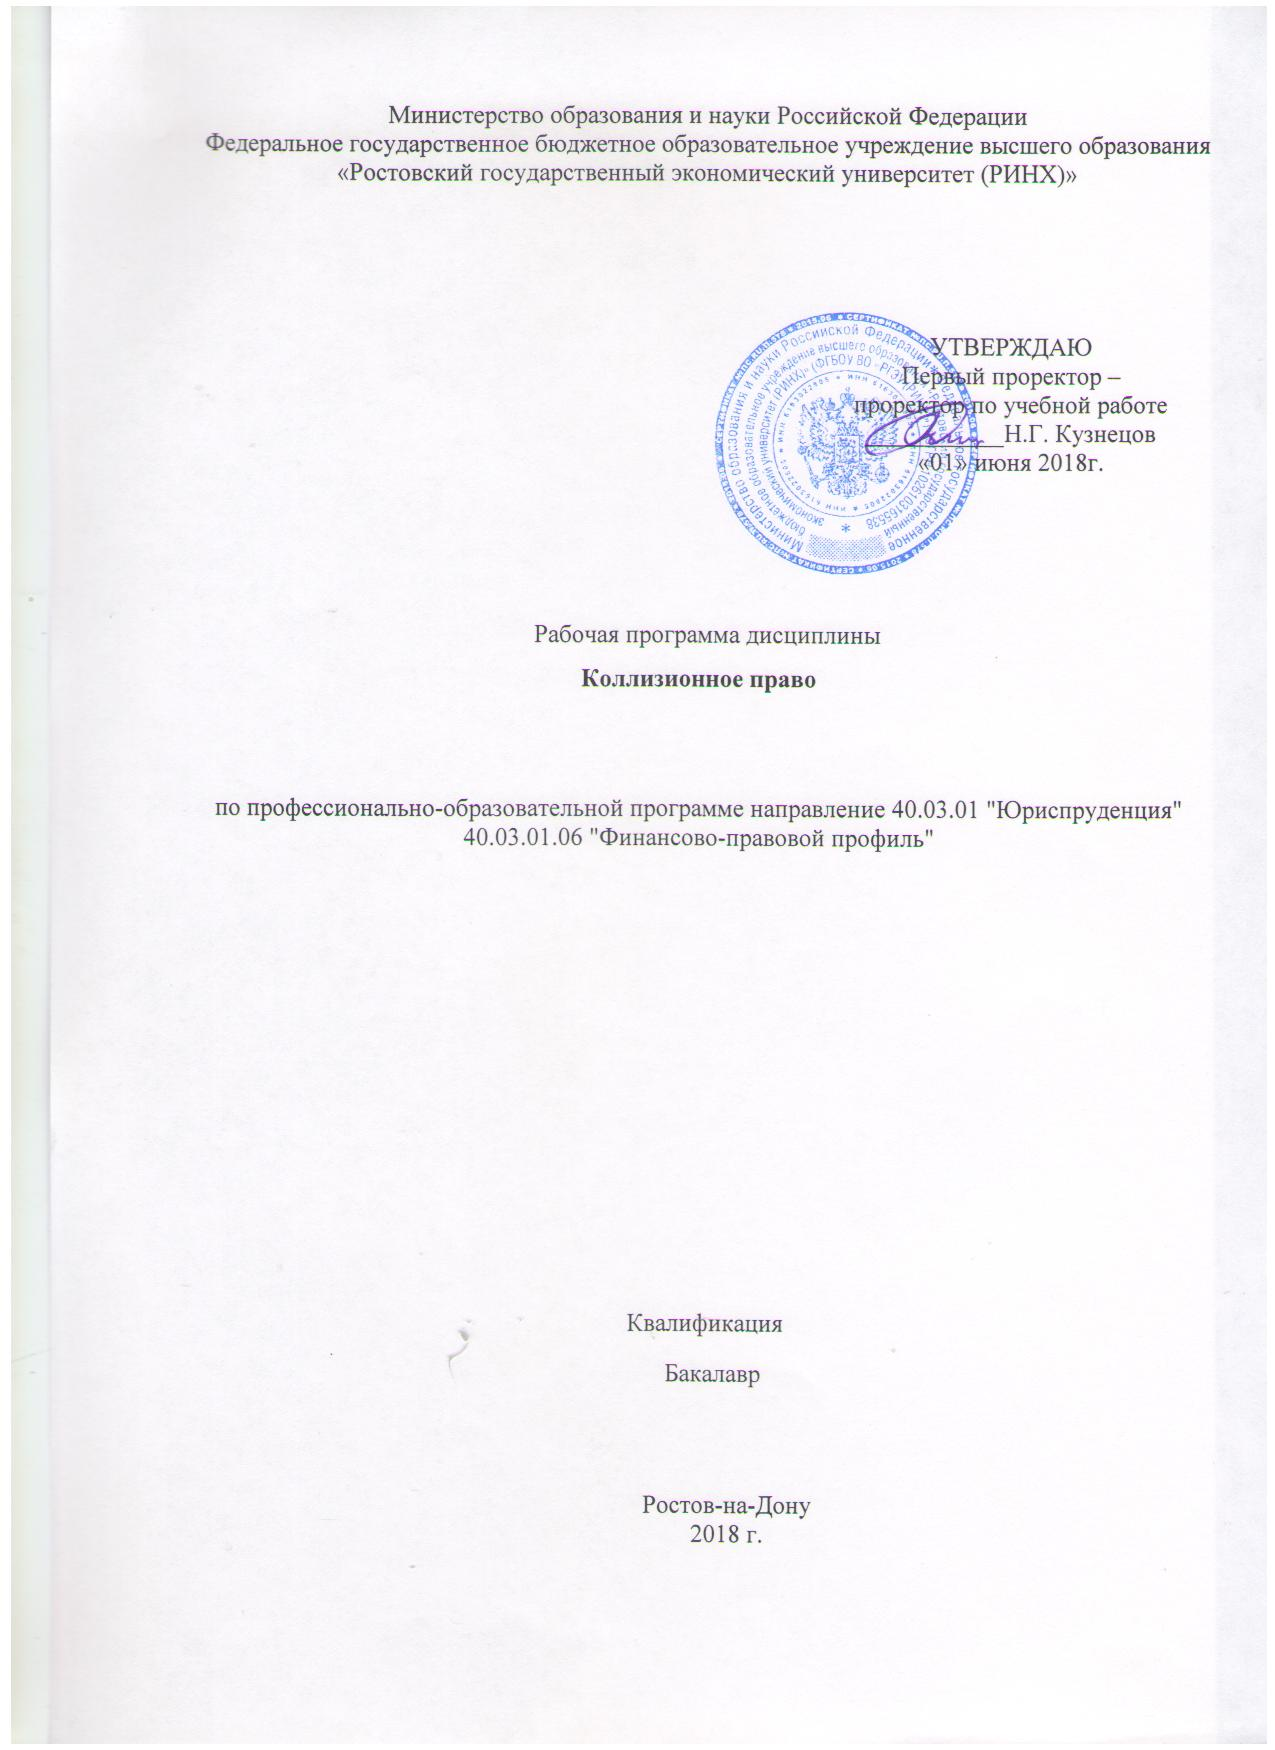 Министерство образования и науки Российской Федерации
Федеральное государственное бюджетное образовательное учреждение высшего образования
«Ростовский государственный экономический университет (РИНХ)»
УТВЕРЖДАЮ
Первый проректор –
проректор по учебной работе
Н.Г. Кузнецов
«01» июня 2018г.
Рабочая программа дисциплины
Коллизионное право
по профессионально-образовательной программе направление 40.03.01 "Юриспруденция"
40.03.01.06 "Финансово-правовой профиль"
Квалификация
Бакалавр
Ростов-на-Дону
2018 г.